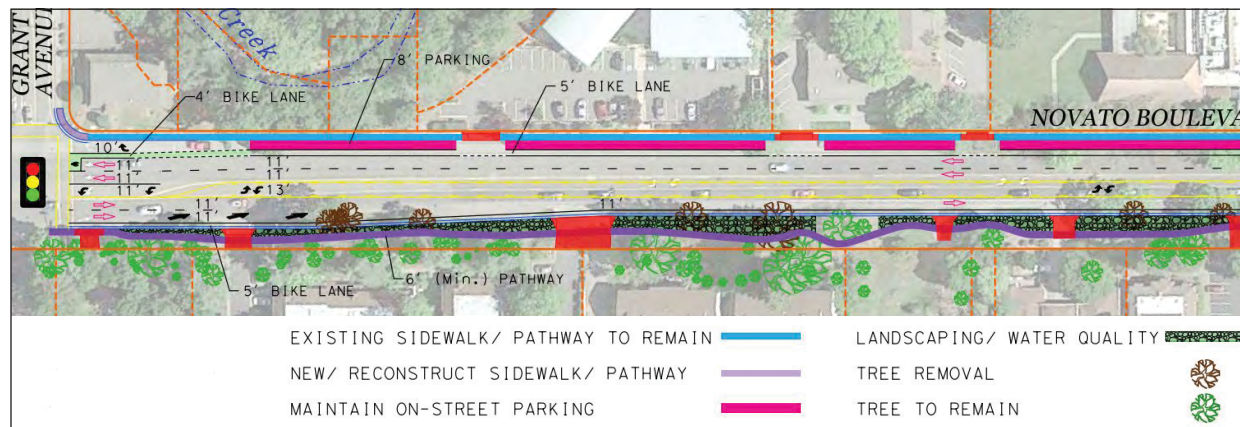 GRANT
AVENUE
Creek
8' PARKING
4' BIKE LANE
5' BIKE LANE
NOVATO BOULEVA
10'
11'
11'
11'
11'
11'
11'
13'
11'
11'
11'
5' BIKE LANE
6' (Min.) PATHWAY
EXISTING SIDEWALK/ PATHWAY TO REMAIN
LANDSCAPING/ WATER QUALITY
NEW/ RECONSTRUCT SIDEWALK/ PATHWAY
TREE REMOVAL
MAINTAIN ON-STREET PARKING
TREE TO REMAIN